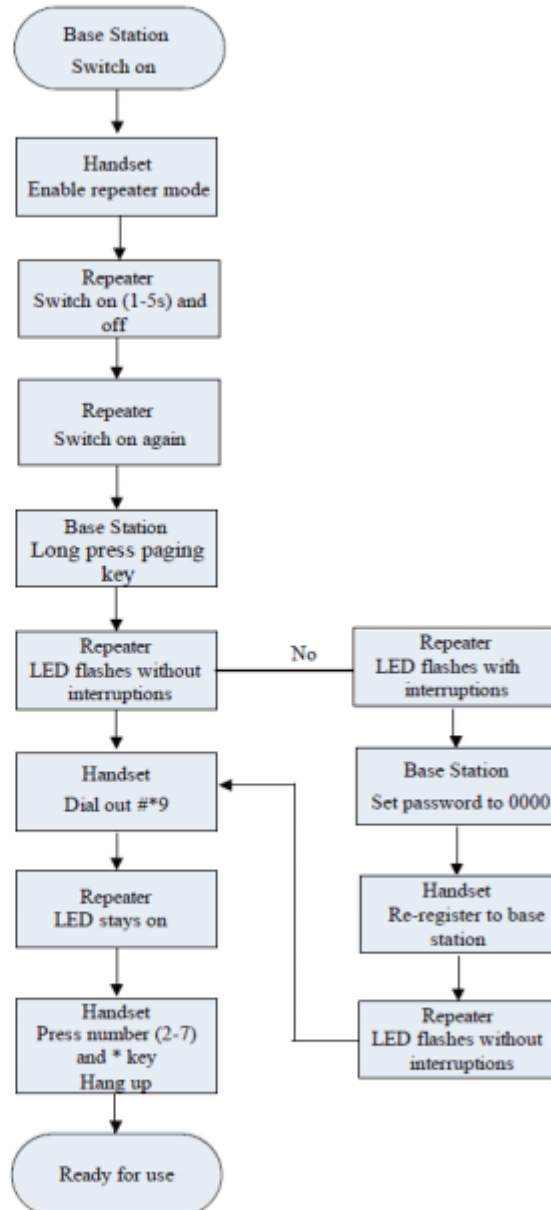 Base Station
Switch on
Handset
Enable repeater mode
Repeater
Switch on (1-5s) and
off
Repeater
Switch on again
Base Station
Long press paging
key
Repeater
LED flashes without
interruptions
No
Repeater
LED flashes with
interruptions
Handset
Dial out #*9
Base Station
Set password to 0000
Repeater
LED stays on
Handset
Re-register to base
station
Handset
Press number (2-7)
and * key
Hang up
Repeater
LED flashes without
interruptions
Ready for use